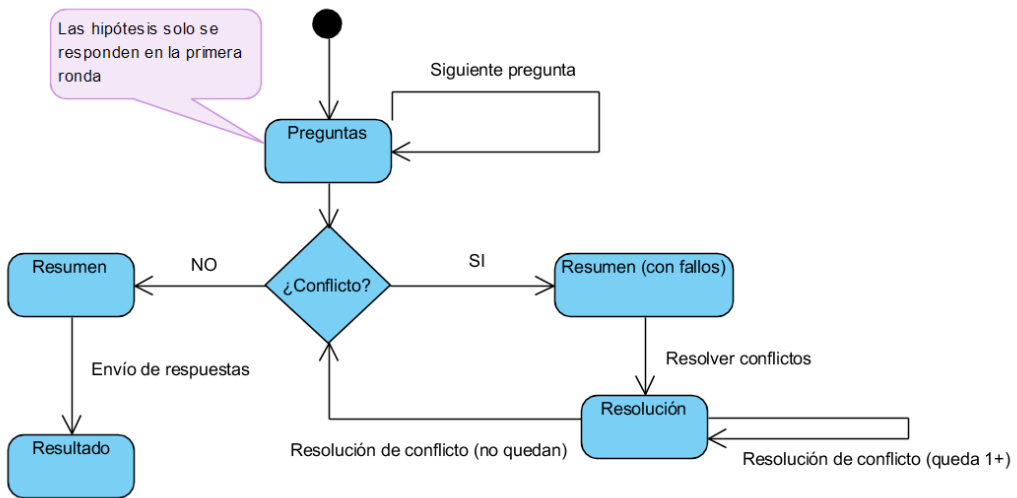 Las hipótesis solo se
responden en la primera
ronda
Siguiente pregunta
Preguntas
Resumen
NO
¿Conflicto?
SI
Resumen (con fallos)
Envío de respuestas
Resolver conflictos
Resultado
Resolución
Resolución de conflicto (no quedan)
Resolución de conflicto (queda 1+)